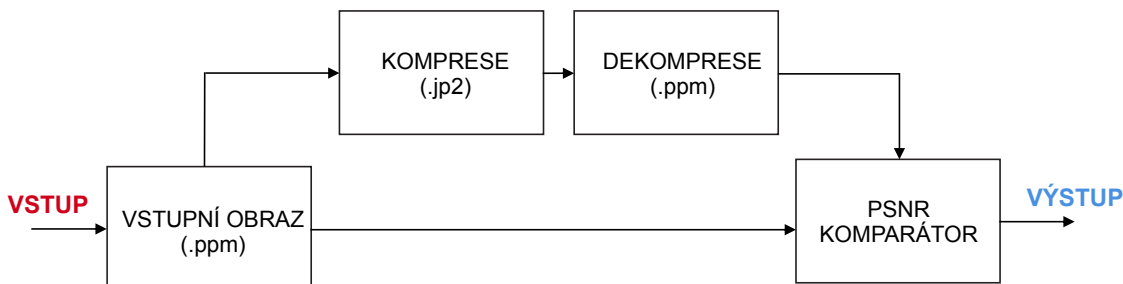 KOMPRESE
(.jp2)
DEKOMPRESE
(.ppm)
VSTUP
VSTUPNÍ OBRAZ
(.ppm)
PSNR
KOMPARÁTOR
VÝSTUP